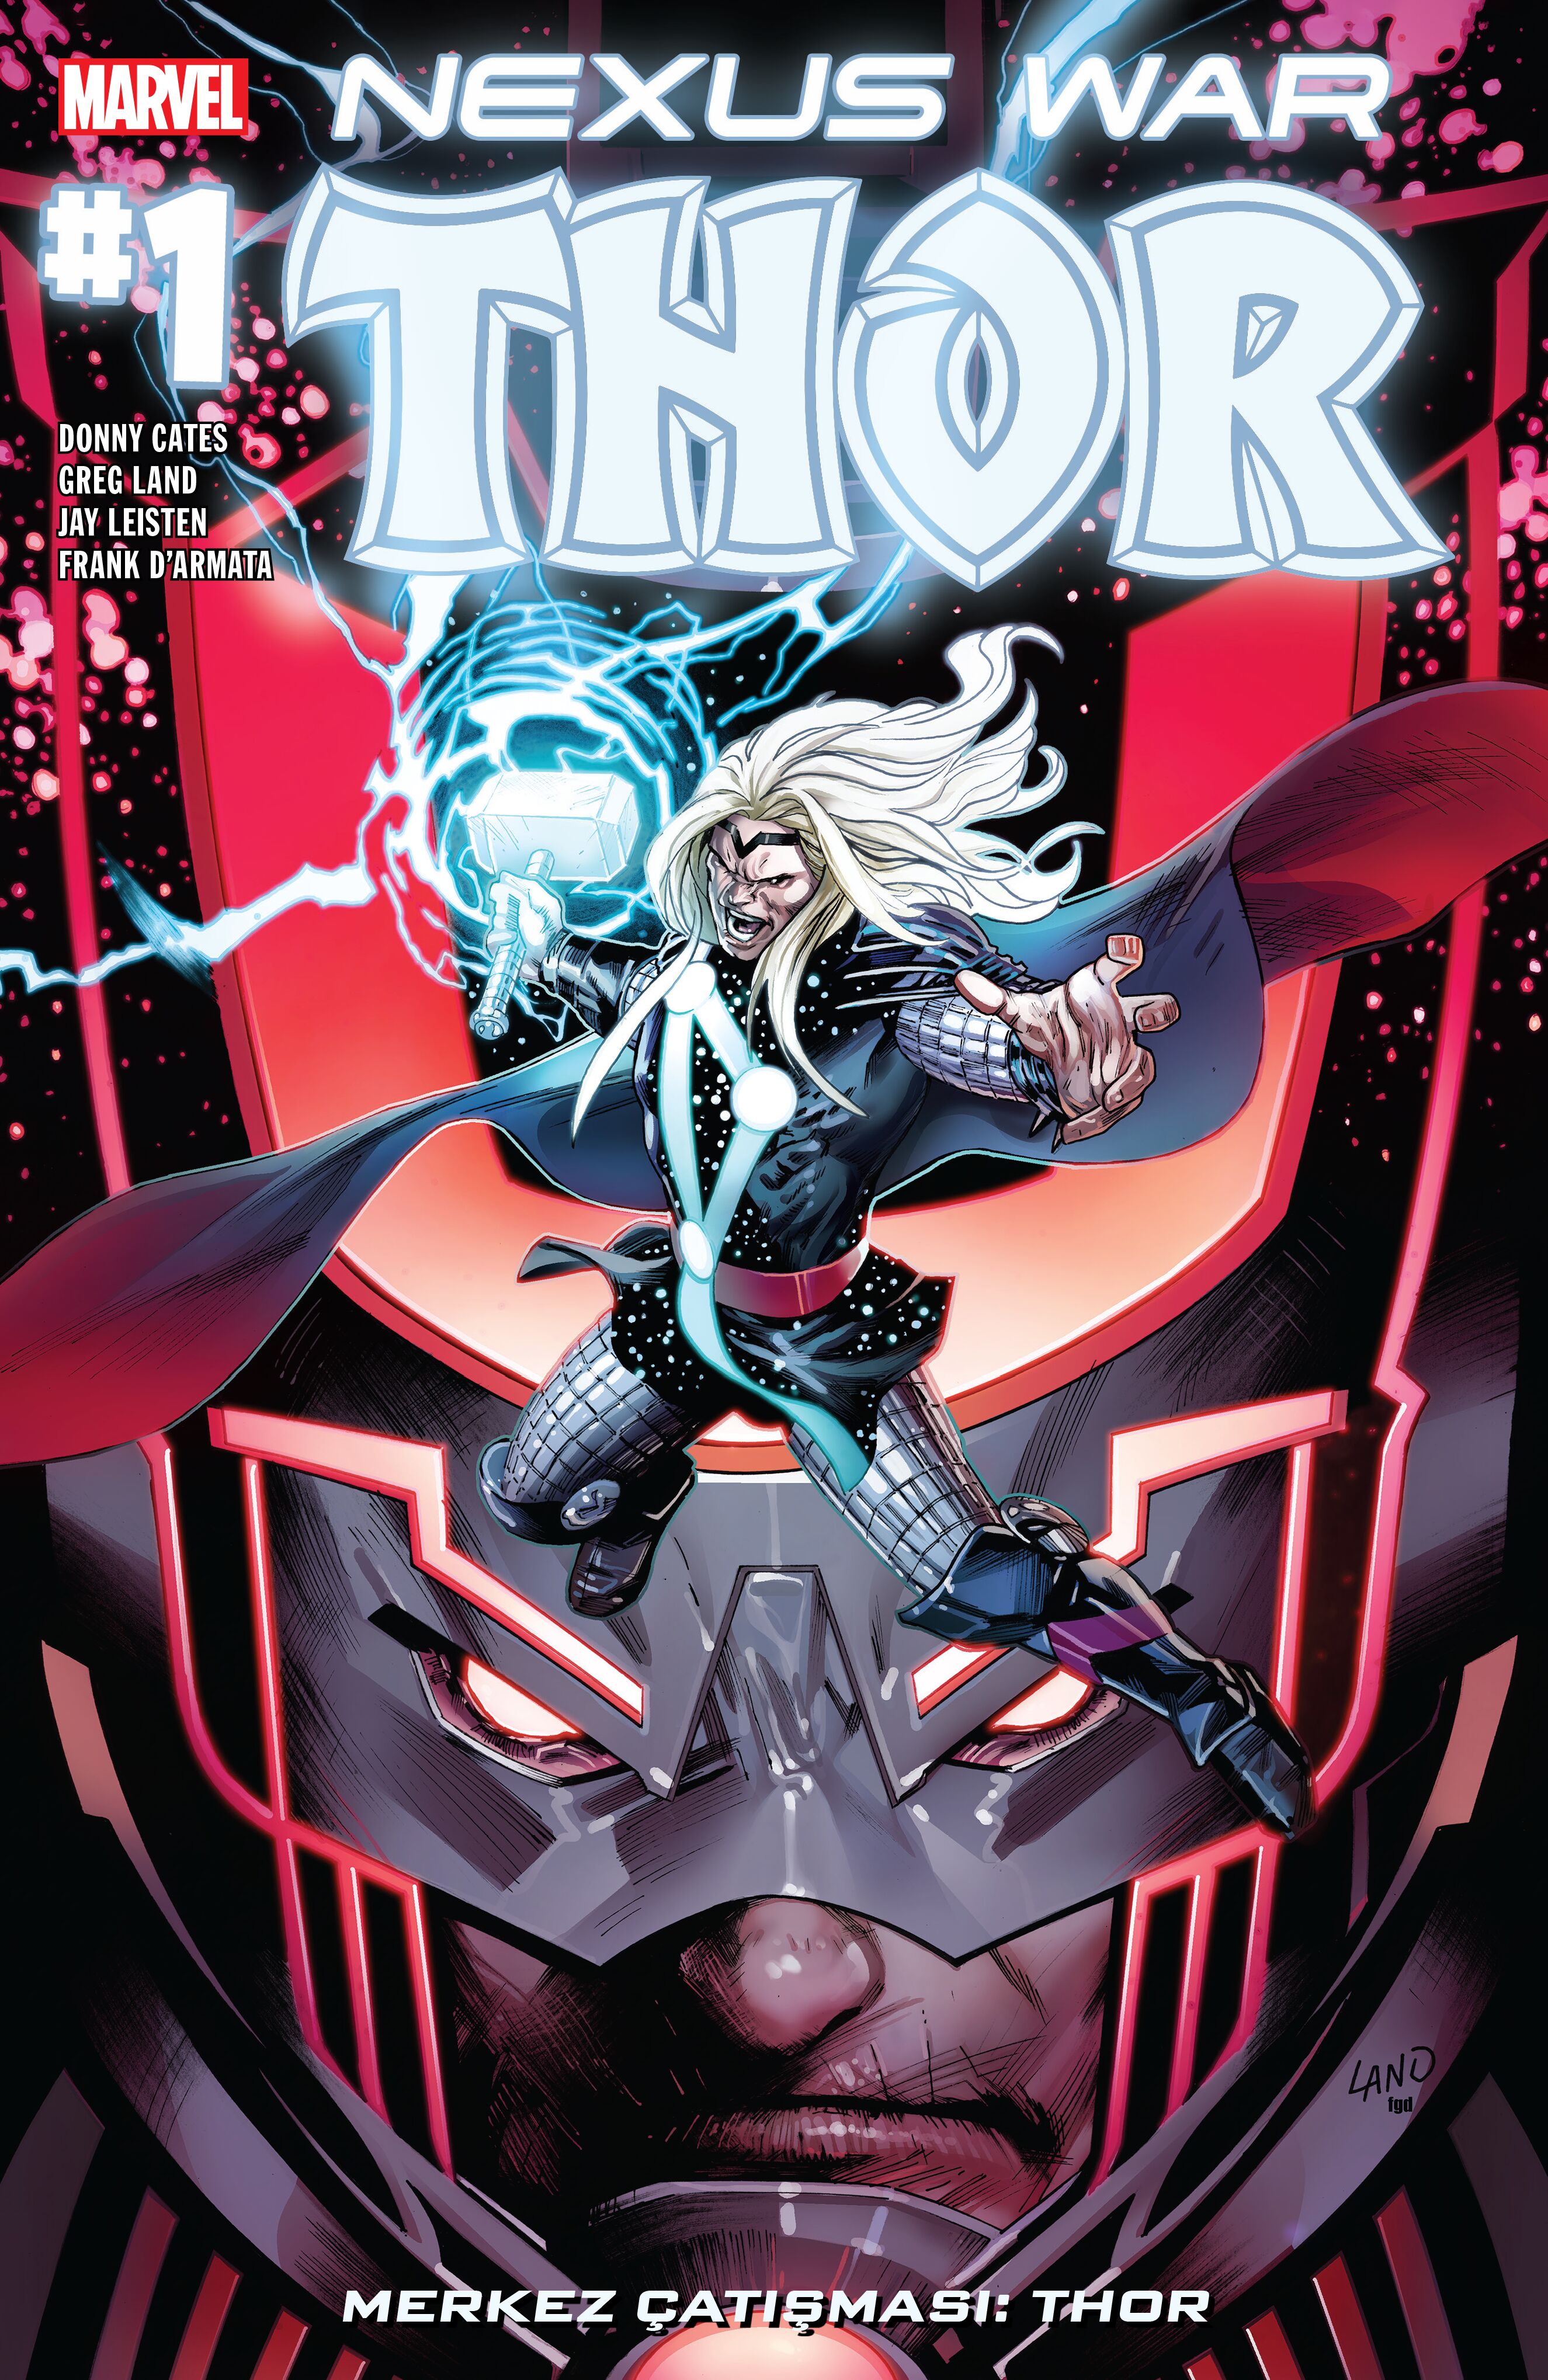 MARVEL
NEXUS WAR
#1
THOR
DONNY CATES
GREG LAND
JAY LEISTEN
FRANK D'ARMATA
LAND
fgd
MERKEZ ÇATIŞMASI: THOR